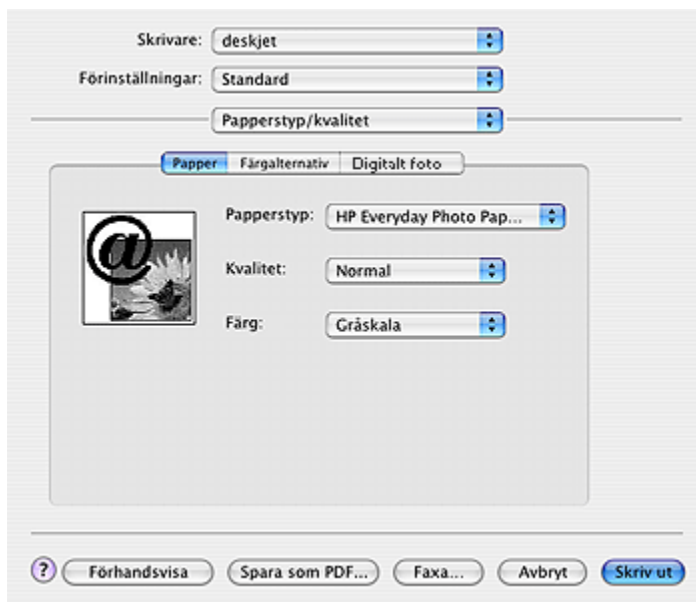 Skrivare: deskjet
Förinställningar: Standard
Papperstyp/kvalitet
Papper Färgalternativ Digitalt foto
Papperstyp: HP Everyday Photo Pap...
@
Kvalitet: Normal
Färg: Gråskala
? Förhandsvisa Spara som PDF... Faxa... Avbryt Skriv ut